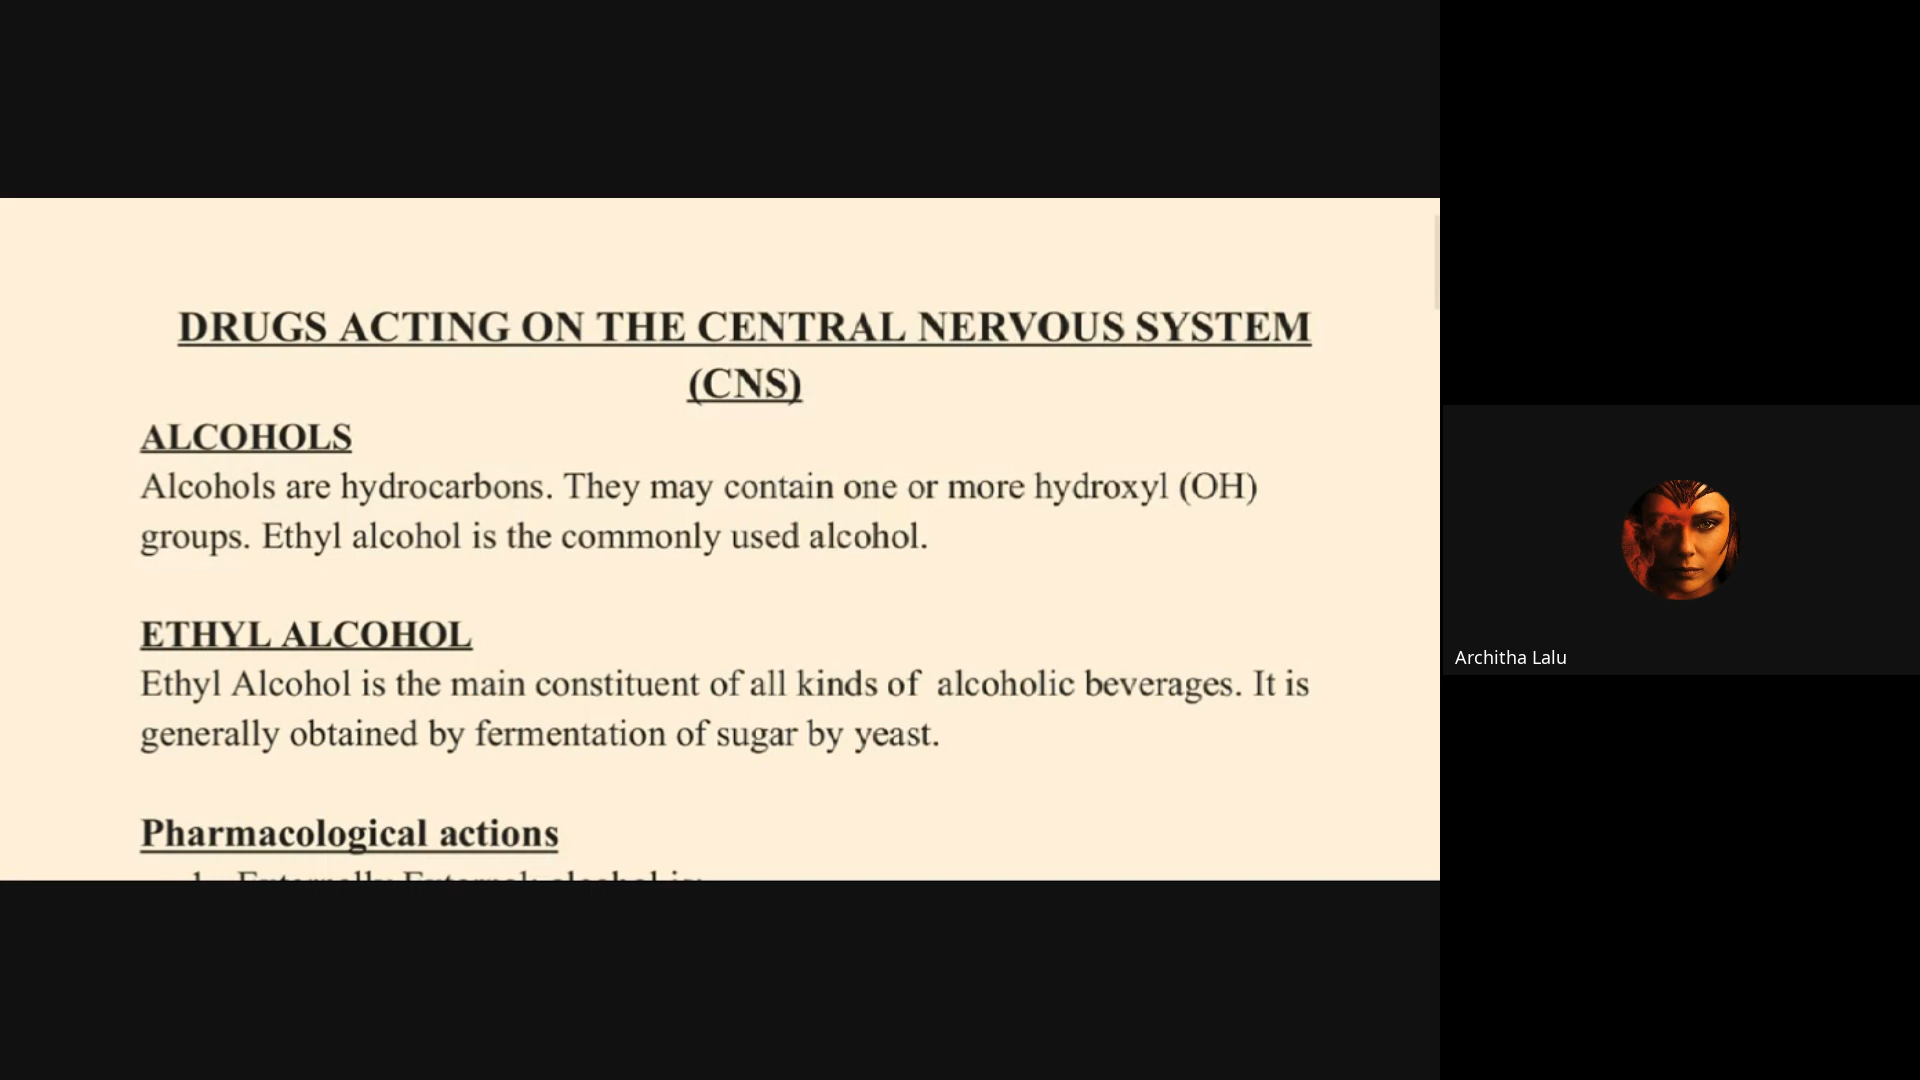 DRUGS ACTING ON THE CENTRAL NERVOUS SYSTEM
(CNS)
ALCOHOLS
Alcohols are hydrocarbons. They may contain one or more hydroxyl (OH)
groups. Ethyl alcohol is the commonly used alcohol.
ETHYL ALCOHOL
Ethyl Alcohol is the main constituent of all kinds of  alcoholic beverages. It is
generally obtained by fermentation of sugar by yeast.
Pharmacological actions
Architha Lalu